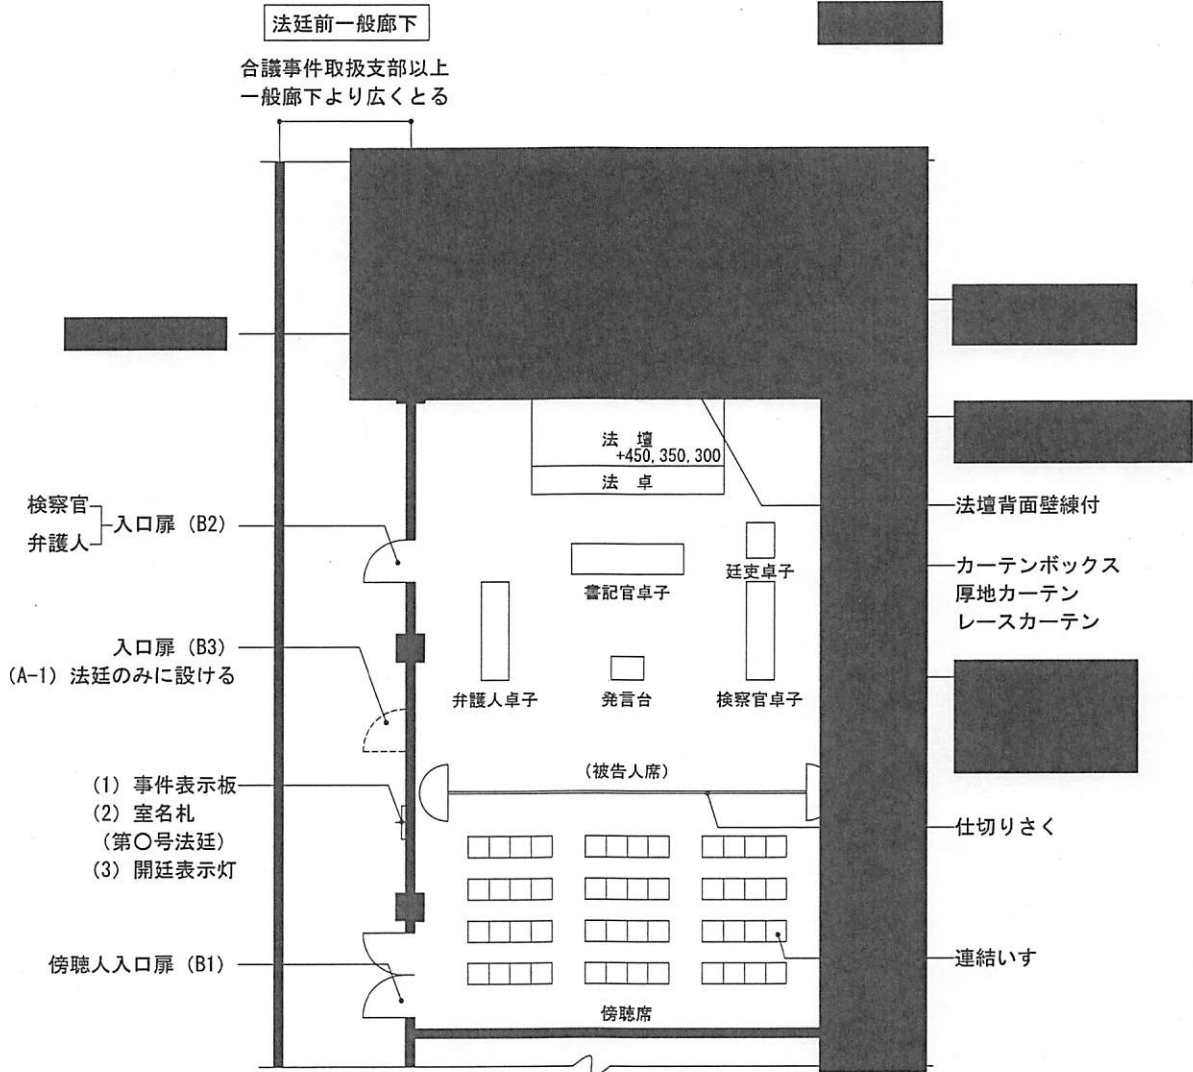 法廷前一般廊下
合議事件取扱支部以上
一般廊下より広くとる
法 壇
+450, 350, 300
法 卓
検察官
弁護人
入口扉 (B2)
法壇背面壁練付
廷吏卓子
書記官卓子
カーテンボックス
厚地カーテン
レースカーテン
入口扉 (B3)
(A-1) 法廷のみに設ける
弁護人卓子
発言台
検察官卓子
(被告人席)
(1) 事件表示板
(2) 室名札
(第〇号法廷)
(3) 開廷表示灯
仕切りさく
傍聴人入口扉 (B1)
連結いす
傍聴席